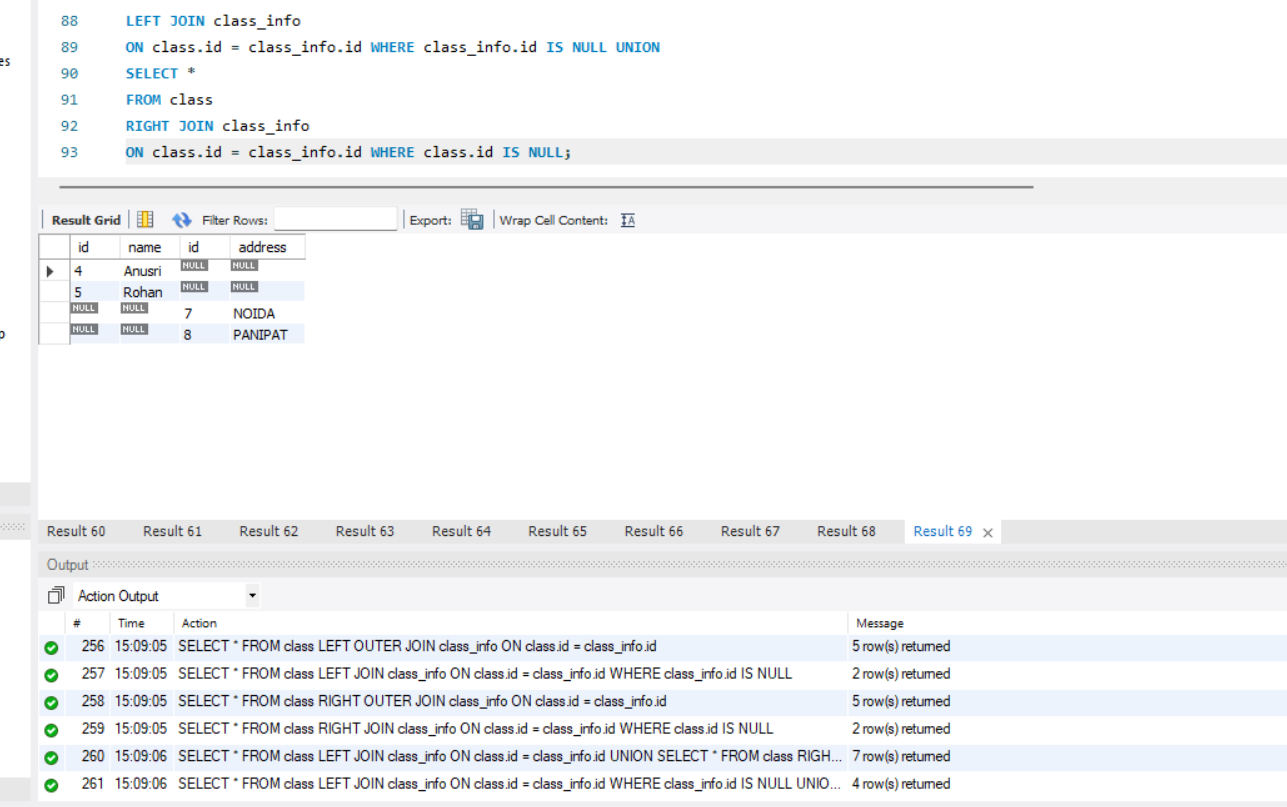 88 LEFT JOIN class_info
89 ON class.id = class_info.id WHERE class_info.id IS NULL UNION
es
90 SELECT *
91 FROM class
92 RIGHT JOIN class_info
93 ON class.id = class_info.id WHERE class.id IS NULL;
Result Grid Filter Rows: Export: Wrap Cell Content: IA
id name id address
4 Anusri NULL NULL
5 Rohan NULL NULL
NULL NULL 7 NOIDA
NULL NULL 8 PANIPAT
p
Result 60 Result 61 Result 62 Result 63 Result 64 Result 65 Result 66 Result 67 Result 68 Result 69
Output
Action Output
# Time Action Message
256 15:09:05 SELECT * FROM class LEFT OUTER JOIN class_info ON class.id = class_info.id 5 row(s) returned
257 15:09:05 SELECT * FROM class LEFT JOIN class_info ON class.id = class_info.id WHERE class_info.id IS NULL 2 row(s) returned
258 15:09:05 SELECT * FROM class RIGHT OUTER JOIN class_info ON class.id = class_info.id 5 row(s) returned
259 15:09:05 SELECT * FROM class RIGHT JOIN class_info ON class.id = class_info.id WHERE class.id IS NULL 2 row(s) returned
260 15:09:06 SELECT * FROM class LEFT JOIN class_info ON class.id = class_info.id UNION SELECT * FROM class RIGH... 7 row(s) returned
261 15:09:06 SELECT * FROM class LEFT JOIN class_info ON class.id = class_info.id WHERE class_info.id IS NULL UNIO... 4 row(s) returned